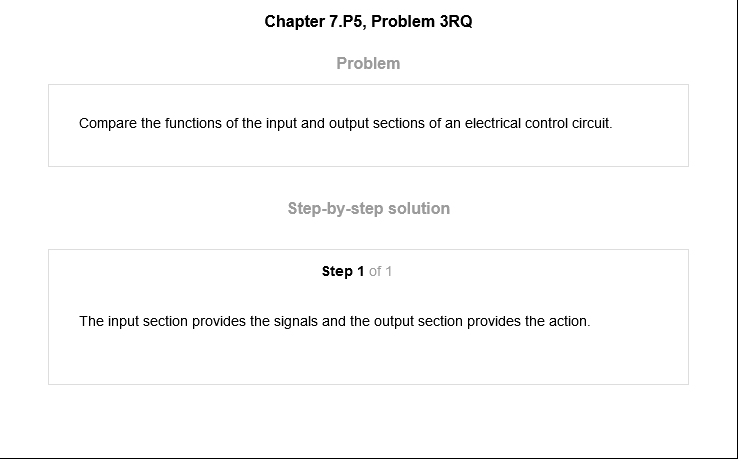 Chapter 7.P5, Problem 3RQ
Problem
Compare the functions of the input and output sections of an electrical control circuit.
Step-by-step solution
Step 1 of 1
The input section provides the signals and the output section provides the action.